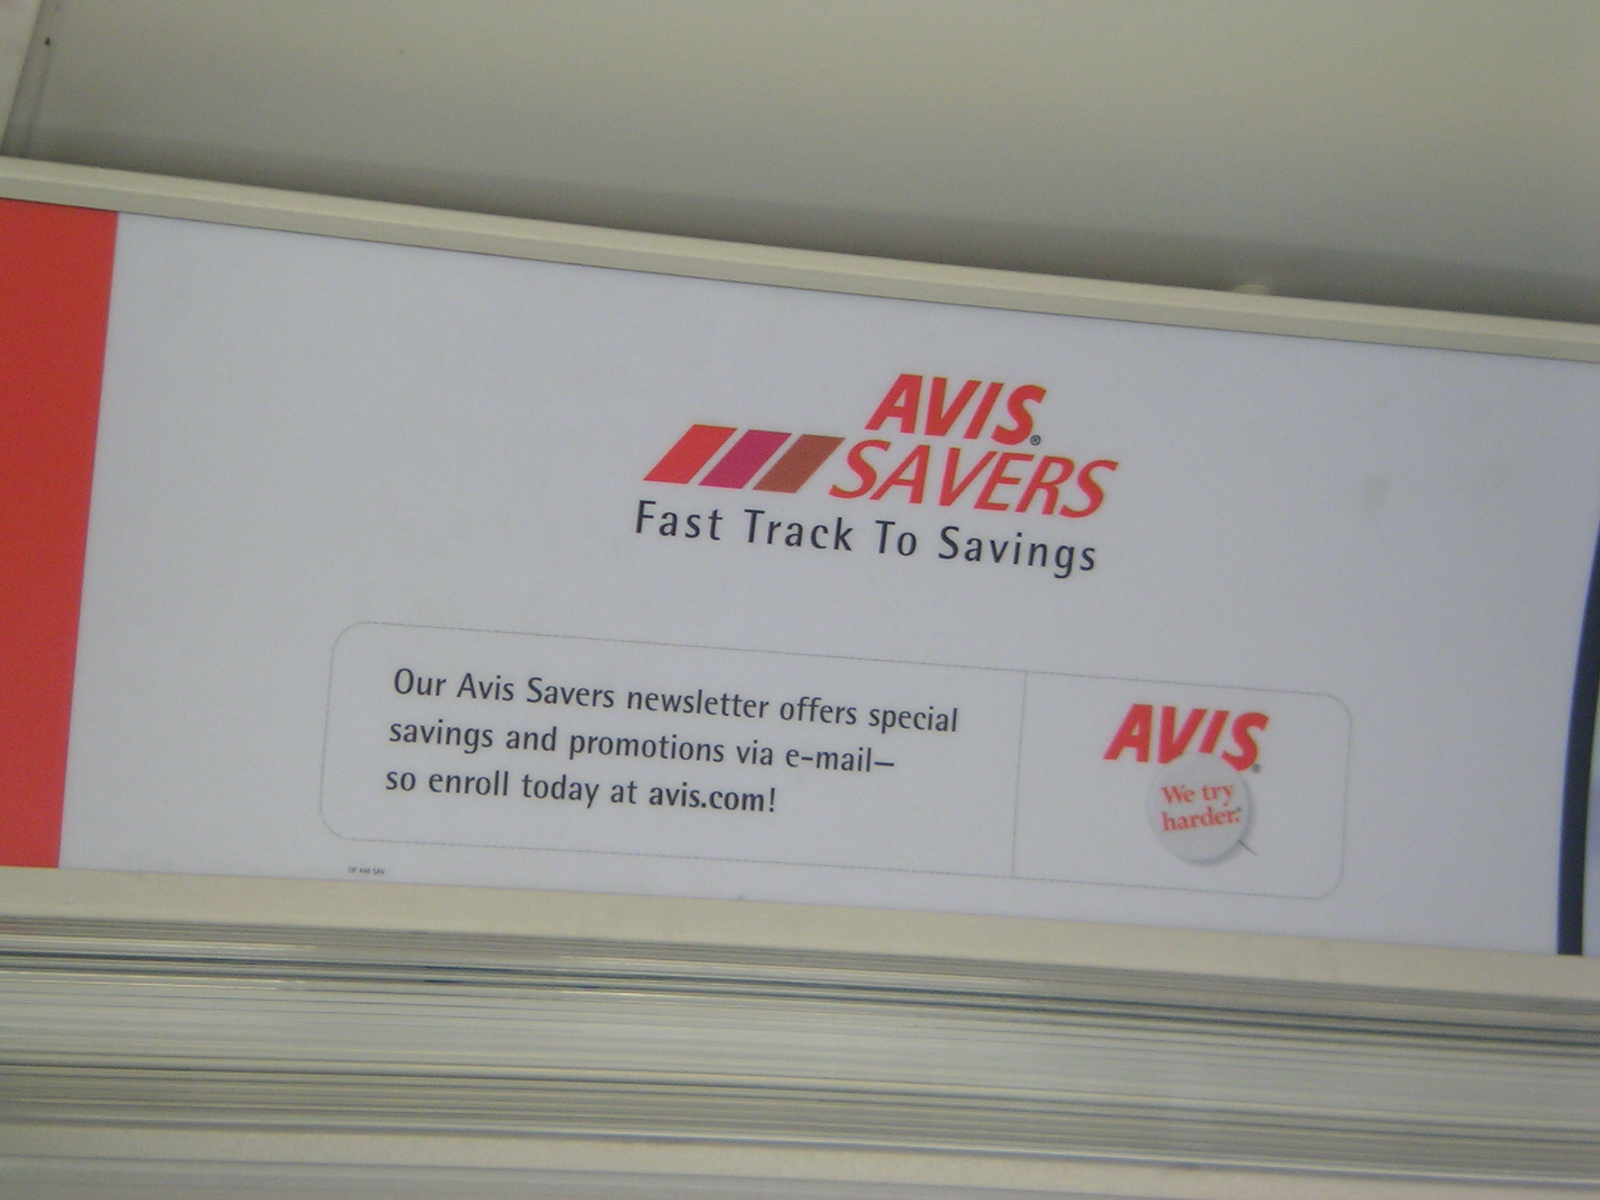 AVIS®
SAVERS
Fast Track To Savings
Our Avis Savers newsletter offers special
savings and promotions via e-mail—
so enroll today at avis.com!
AVIS®
We try
harder.®